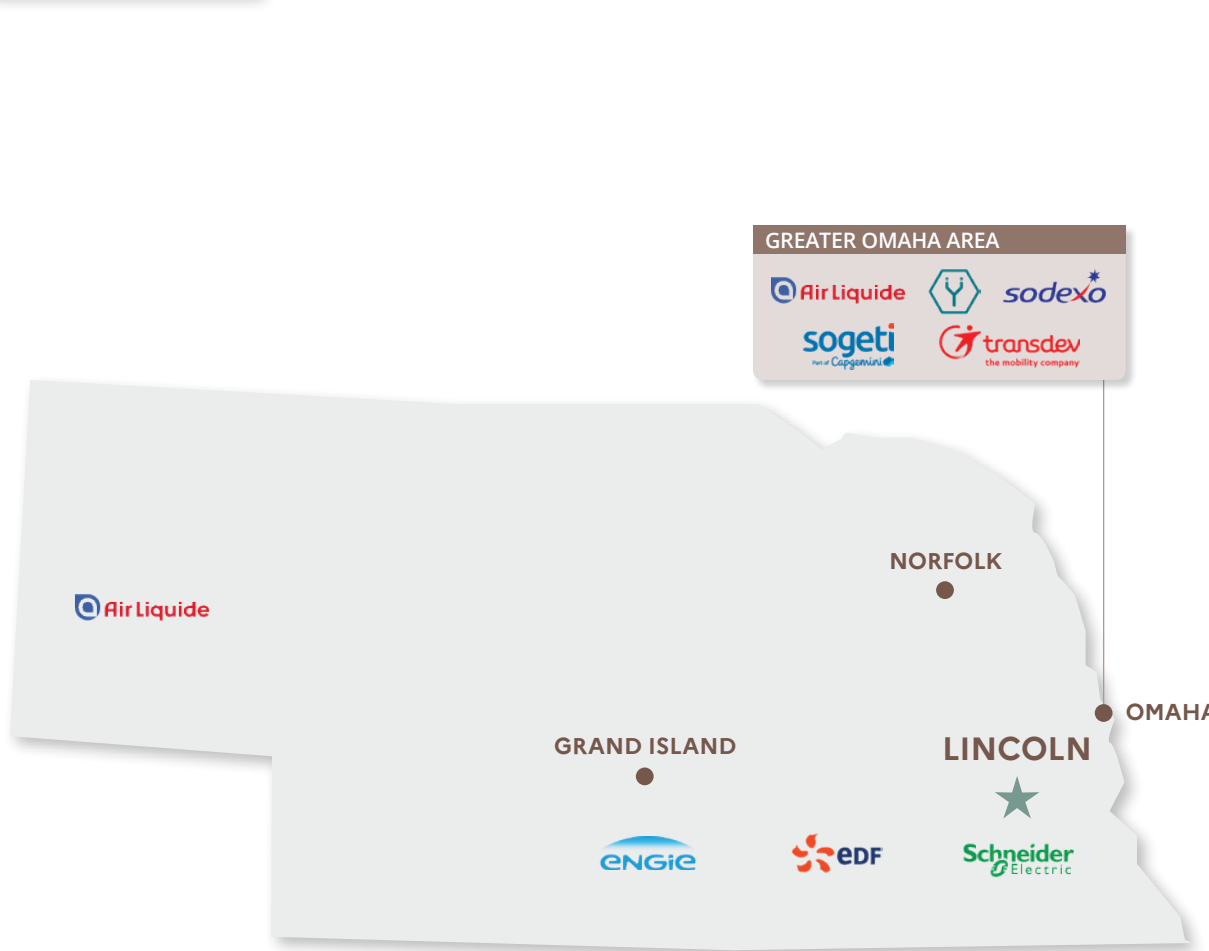 GREATER OMAHA AREA
Air Liquide
sodexo
sogeti
Part of Capgemini
transdev
the mobility company
NORFOLK
Air Liquide
OMAHA
GRAND ISLAND
LINCOLN
ENGIE
eDF
Schneider
Electric